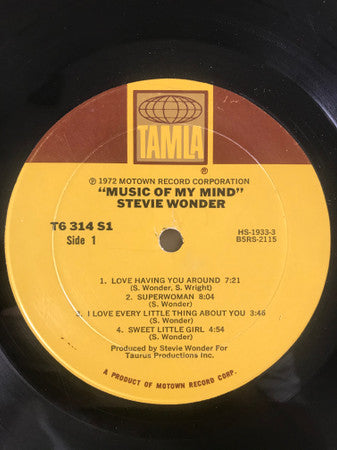 TAMLA
®
℗ 1972 MOTOWN RECORD CORPORATION
"MUSIC OF MY MIND"
STEVIE WONDER
T6 314 S1
Side 1
HS-1933-3
B5RS-2115
1. LOVE HAVING YOU AROUND 7:21
(S. Wonder, S. Wright)
2. SUPERWOMAN 8:04
(S. Wonder)
3. I LOVE EVERY LITTLE THING ABOUT YOU 3:46
(S. Wonder)
4. SWEET LITTLE GIRL 4:54
(S. Wonder)
Produced by Stevie Wonder For
Taurus Productions Inc.
A PRODUCT OF MOTOWN RECORD CORP.